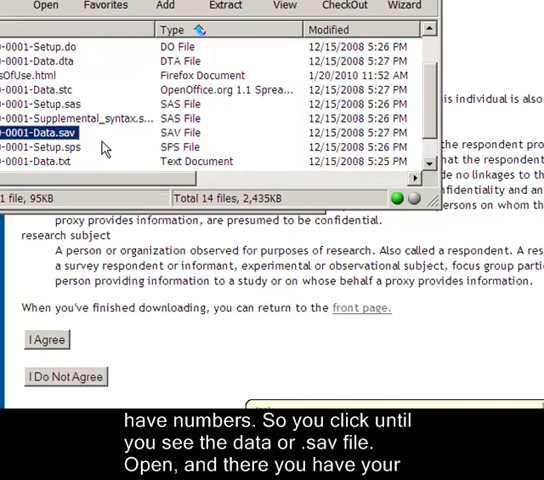 Open Favorites Add Extract View CheckOut Wizard
Type Modified
-0001-Setup.do DO File 12/15/2008 5:26 PM
-0001-Data.dta DTA File 12/15/2008 5:26 PM
sOfUse.html Firefox Document 1/20/2010 11:52 AM
-0001-Data.stc OpenOffice.org 1.1 Sprea... 12/15/2008 5:26 PM
-0001-Setup.sas SAS File 12/15/2008 5:26 PM
-0001-Supplemental_syntax.s... SAS File 12/15/2008 5:26 PM
-0001-Data.sav SAV File 12/15/2008 5:27 PM
-0001-Setup.sps SPS File 12/15/2008 5:26 PM
-0001-Data.txt Text Document 12/15/2008 5:25 PM
1 file, 95KB Total 14 files, 2,435KB
is individual is also
the respondent pro
hat the respondent
de no linkages to th
nfidentiality and an
ersons on whom th
proxy provides information, are presumed to be confidential.
research subject
A person or organization observed for purposes of research. Also called a respondent. A res
a survey respondent or informant, experimental or observational subject, focus group parti
person providing information to a study or on whose behalf a proxy provides information.
When you've finished downloading, you can return to the front page.
I Agree
I Do Not Agree
have numbers. So you click until
you see the data or .sav file.
Open, and there you have your